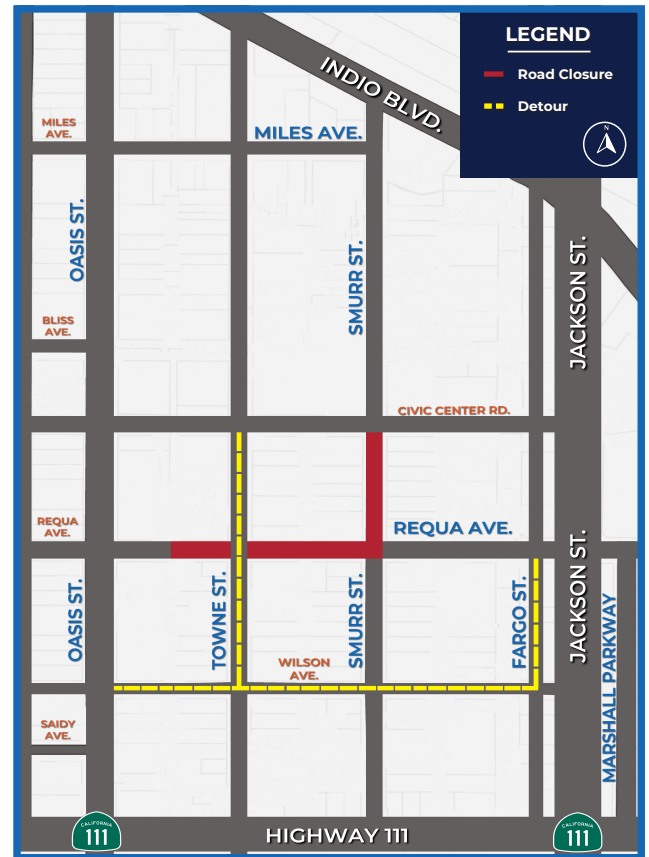 LEGEND
Road Closure
Detour
N
INDIO BLVD.
MILES
AVE.
MILES AVE.
OASIS ST.
SMURR ST.
JACKSON ST.
BLISS
AVE.
CIVIC CENTER RD.
REQUA
AVE.
REQUA AVE.
OASIS ST.
TOWNE ST.
SMURR ST.
FARGO ST.
JACKSON ST.
MARSHALL PARKWAY
WILSON
AVE.
SAIDY
AVE.
CALIFORNIA
111
HIGHWAY 111
CALIFORNIA
111